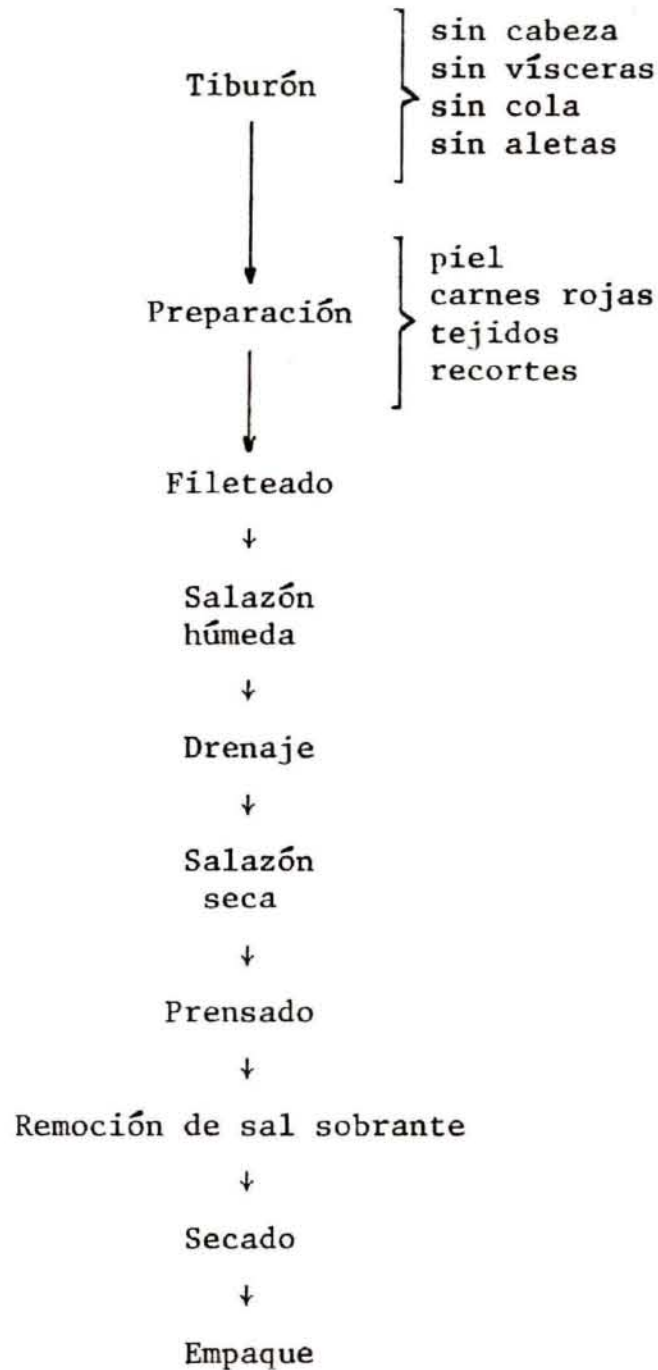 Tiburón
sin cabeza
sin vísceras
sin cola
sin aletas
Preparación
piel
carnes rojas
tejidos
recortes
Fileteado
Salazón
húmeda
Drenaje
Salazón
seca
Prensado
Remoción de sal sobrante
Secado
Empaque